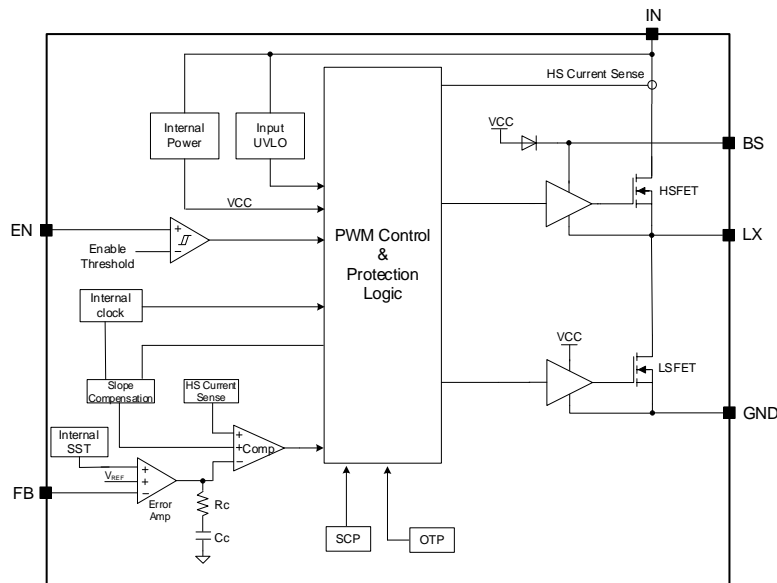 IN
HS Current Sense
Internal
Power
Input
UVLO
VCC
BS
VCC
HSFET
EN
Enable
Threshold
PWM Control
&
Protection
Logic
LX
Internal
clock
VCC
LSFET
Slope
Compensation
HS Current
Sense
GND
Internal
SST
+
+
−
Comp
VREF
+
+
−
FB
Error
Amp
Rc
Cc
SCP
OTP
+
−